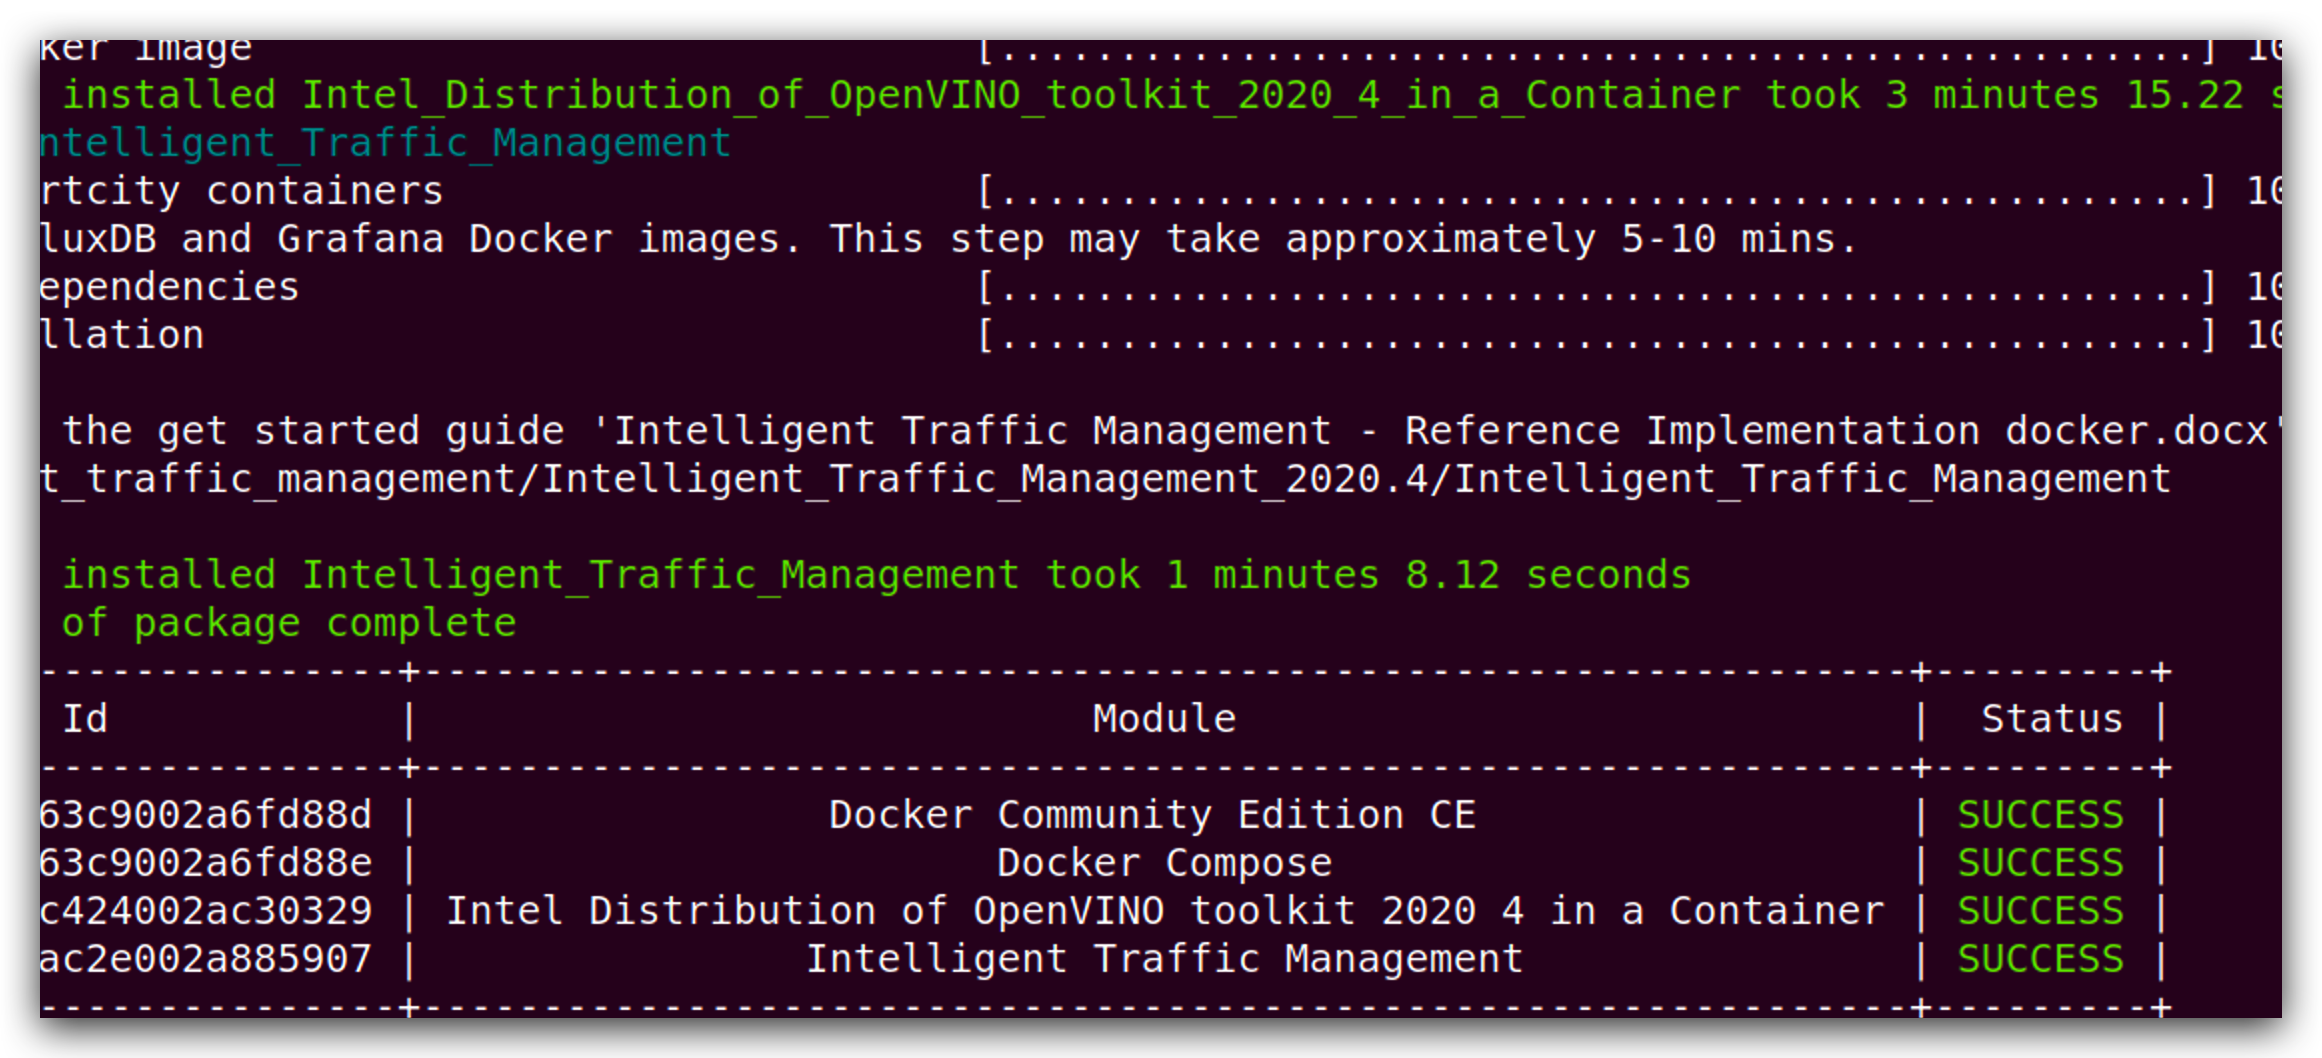 ker image [..................................................] 10
installed Intel_Distribution_of_OpenVINO_toolkit_2020_4_in_a_Container took 3 minutes 15.22 s
ntelligent_Traffic_Management
rtcity containers [..................................................] 10
luxDB and Grafana Docker images. This step may take approximately 5-10 mins.
ependencies [..................................................] 10
llation [..................................................] 10
the get started guide 'Intelligent Traffic Management - Reference Implementation docker.docx'
t_traffic_management/Intelligent_Traffic_Management_2020.4/Intelligent_Traffic_Management
installed Intelligent_Traffic_Management took 1 minutes 8.12 seconds
of package complete
---------------+--------------------------------------------------------------+---------+
Id | Module | Status |
---------------+--------------------------------------------------------------+---------+
63c9002a6fd88d | Docker Community Edition CE | SUCCESS |
63c9002a6fd88e | Docker Compose | SUCCESS |
c424002ac30329 | Intel Distribution of OpenVINO toolkit 2020 4 in a Container | SUCCESS |
ac2e002a885907 | Intelligent Traffic Management | SUCCESS |
---------------+--------------------------------------------------------------+---------+